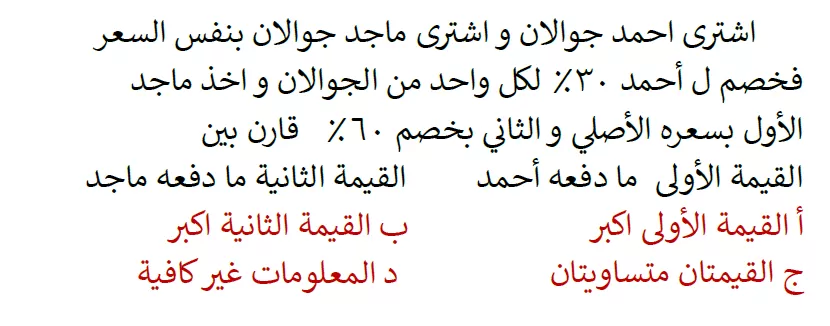 اشترى احمد جوالان و اشترى ماجد جوالان بنفس السعر
فخصم ل أحمد ٣٠٪ لكل واحد من الجوالان و اخذ ماجد
الأول بسعره الأصلي و الثاني بخصم ٦٠٪ قارن بين
القيمة الأولى ما دفعه أحمد القيمة الثانية ما دفعه ماجد
أ القيمة الأولى اكبر ب القيمة الثانية اكبر
ج القيمتان متساويتان د المعلومات غير كافية